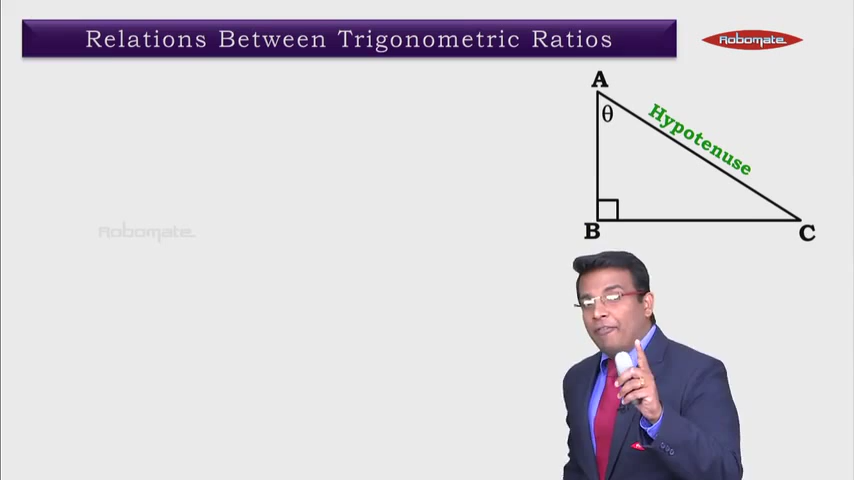 Relations Between Trigonometric Ratios
Robomate
A
θ
Hypotenuse
Robomate
B
C